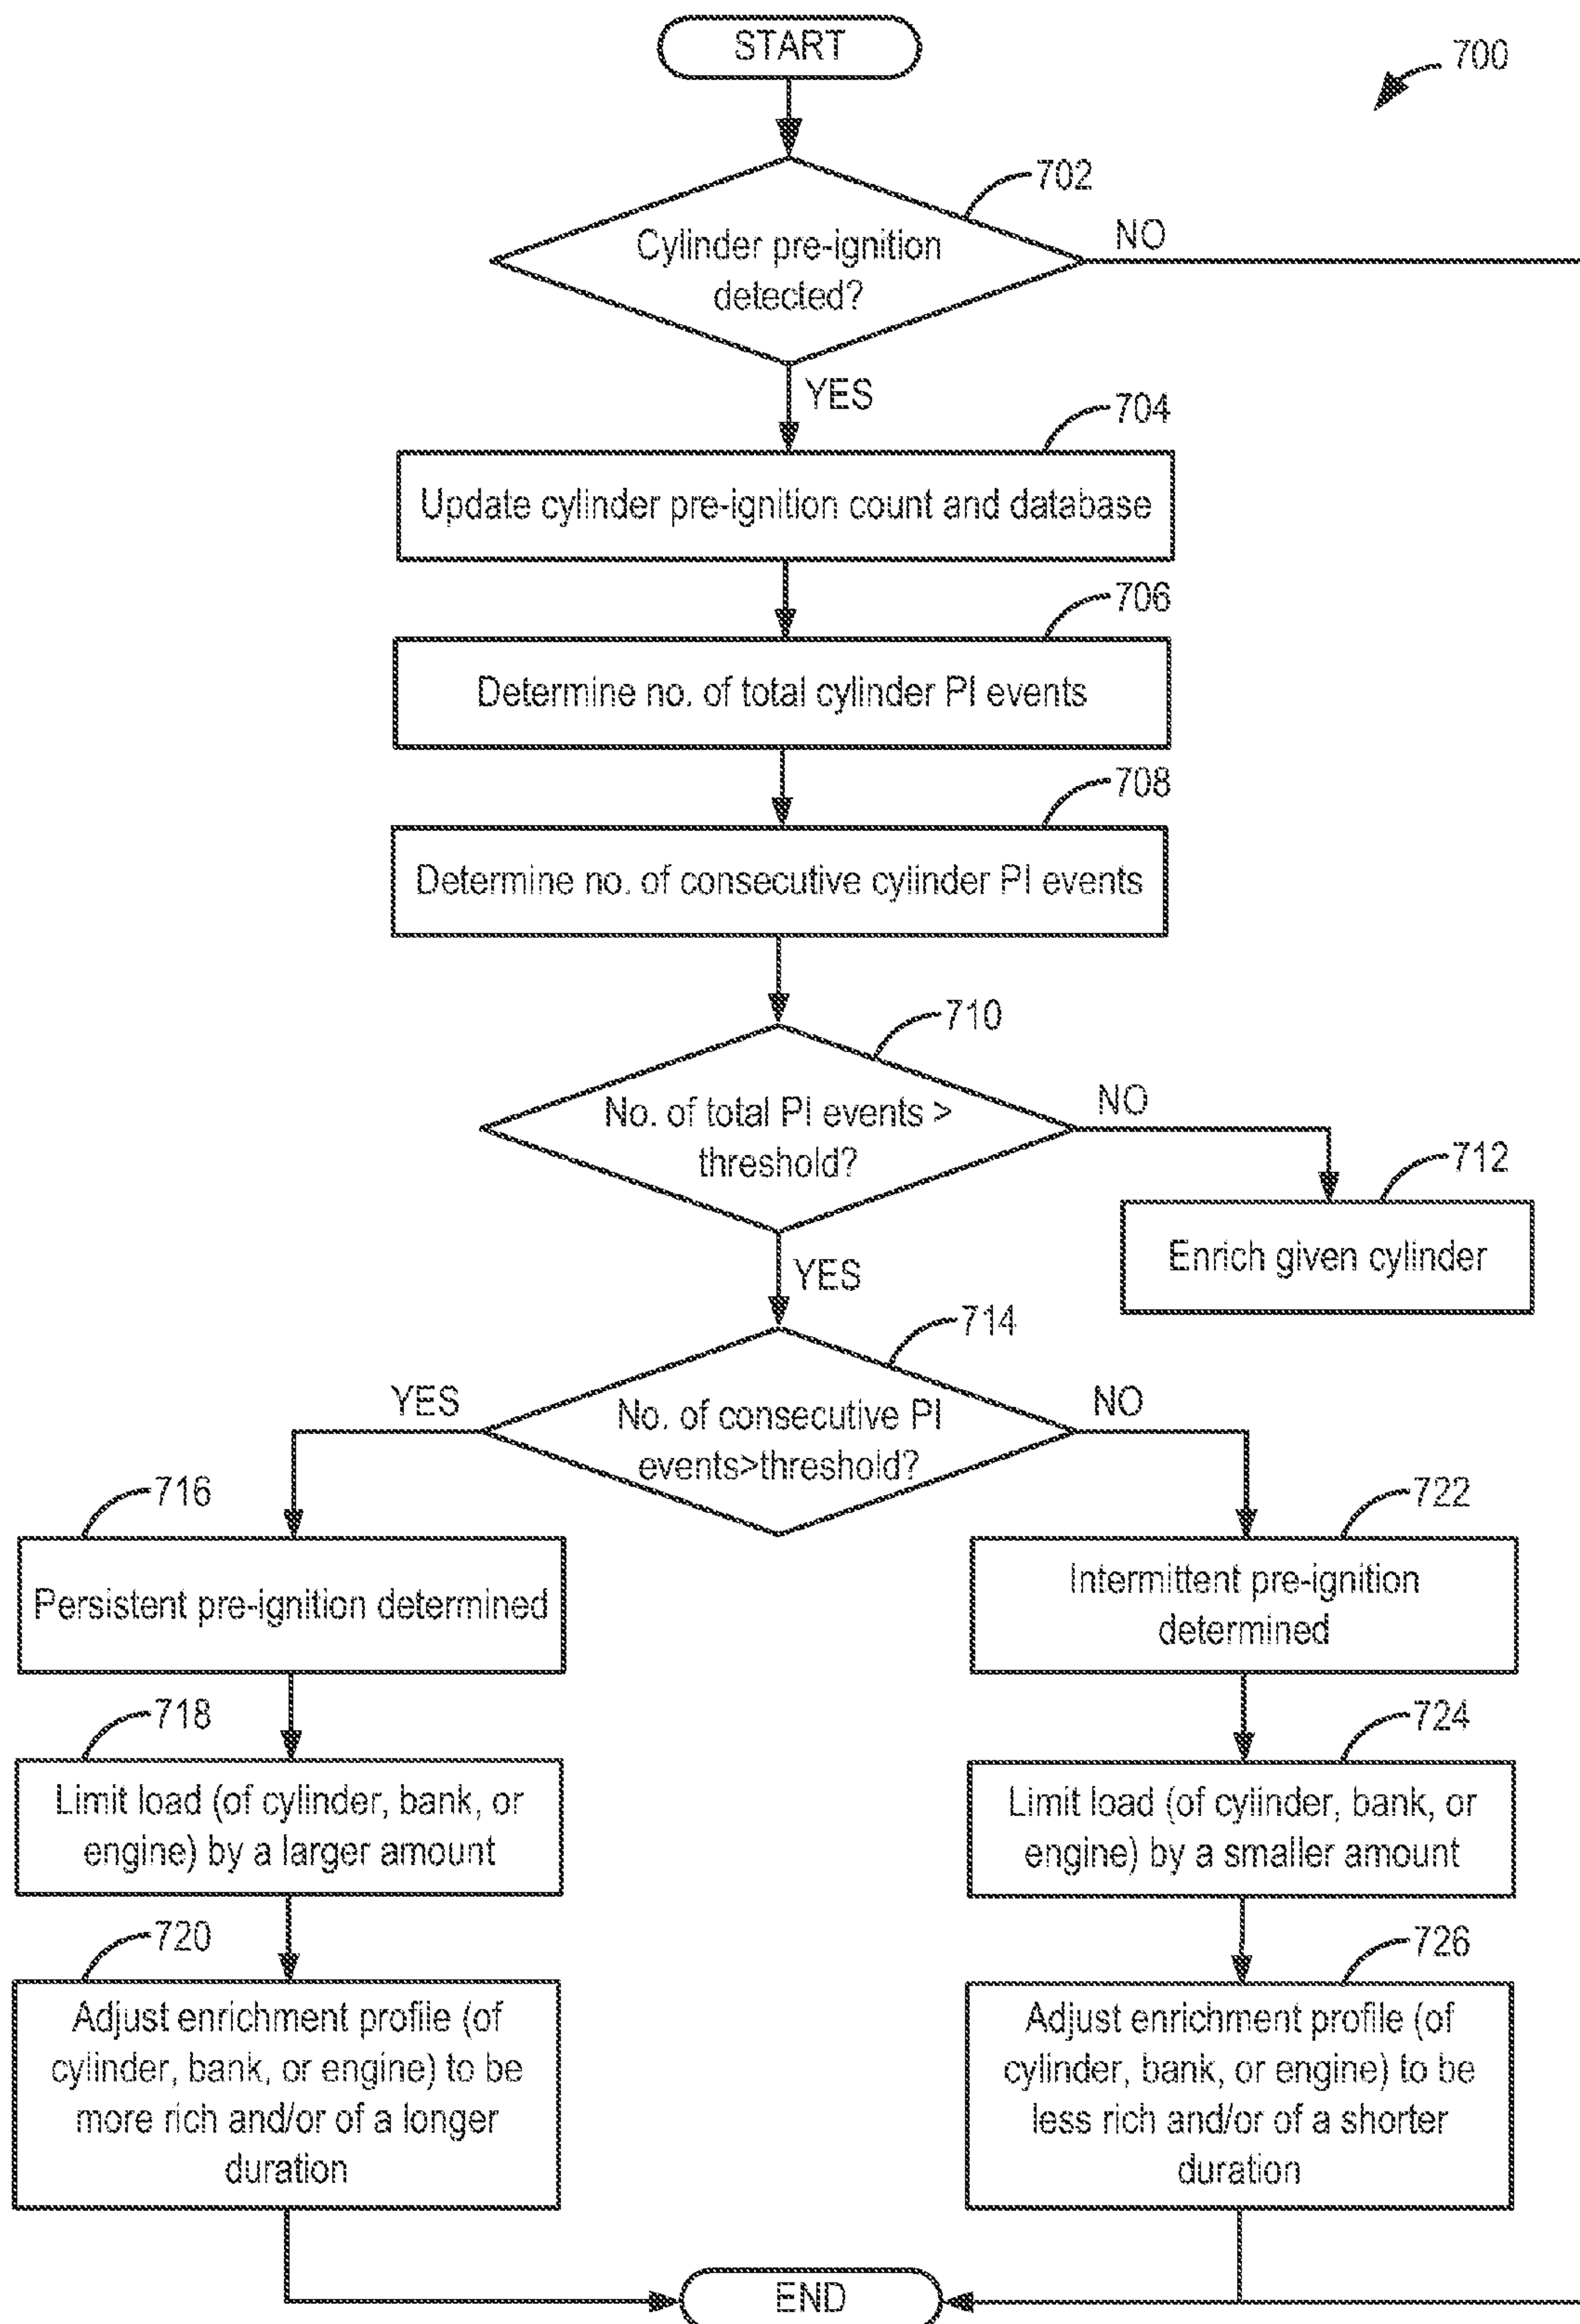 START
700
702
Cylinder pre-ignition
detected?
NO
YES
704
Update cylinder pre-ignition count and database
706
Determine no. of total cylinder PI events
708
Determine no. of consecutive cylinder PI events
710
No. of total PI events >
threshold?
NO
712
Enrich given cylinder
YES
714
No. of consecutive PI
events>threshold?
YES
NO
716
Persistent pre-ignition determined
722
Intermittent pre-ignition
determined
718
Limit load (of cylinder, bank, or
engine) by a larger amount
724
Limit load (of cylinder, bank, or
engine) by a smaller amount
720
Adjust enrichment profile (of
cylinder, bank, or engine) to be
more rich and/or of a longer
duration
726
Adjust enrichment profile (of
cylinder, bank, or engine) to be
less rich and/or of a shorter
duration
END